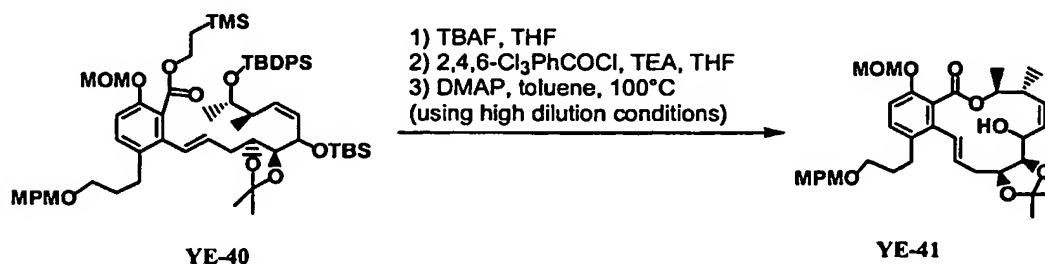 TMS
O
TBDPS
O
MOMO
O
OTBS
O
O
MPMO
YE-40
1) TBAF, THF
2) 2,4,6-Cl₃PhCOCl, TEA, THF
3) DMAP, toluene, 100°C
(using high dilution conditions)
MOMO
O
O
HO
O
O
MPMO
YE-41